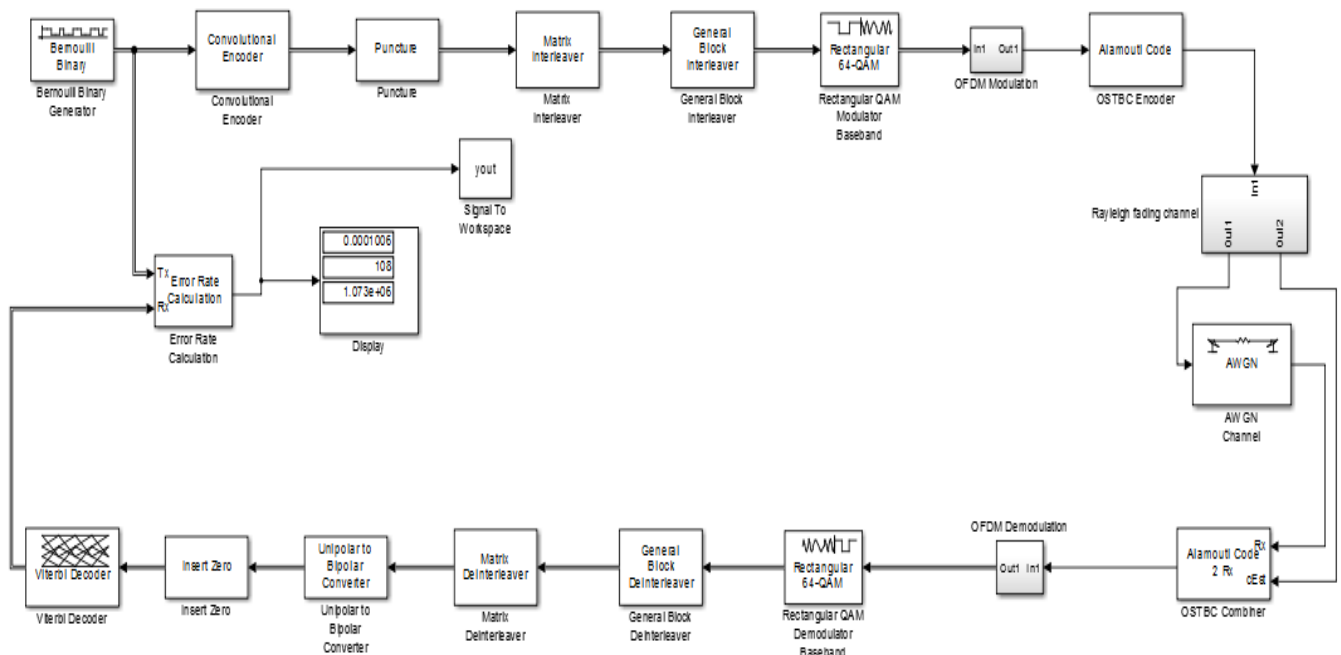 Bernoulli
Binary
Bernoulli Binary
Generator
Convolutional
Encoder
Convolutional
Encoder
Puncture
Puncture
Matrix
Interleaver
Matrix
Interleaver
General
Block
Interleaver
General Block
Interleaver
Rectangular
64-QAM
Rectangular QAM
Modulator
Baseband
In1 Out1
OFDM Modulation
Alamouti Code
OSTBC Encoder
yout
Signal To
Workspace
In1
Rayleigh fading channel
Out1
Out2
Tx
Rx
Error Rate
Calculation
Error Rate
Calculation
0.0001006
108
1.073e+06
Display
AWGN
AWGN
Channel
Viterbi Decoder
Viterbi Decoder
Insert Zero
Insert Zero
Unipolar to
Bipolar
Converter
Unipolar to
Bipolar
Converter
Matrix
Deinterleaver
Matrix
Deinterleaver
General
Block
Deinterleaver
General Block
Deinterleaver
Rectangular
64-QAM
Rectangular QAM
Demodulator
Baseband
OFDM Demodulation
Out1 In1
Alamouti Code
2 Rx
Rx
cEst
OSTBC Combiner